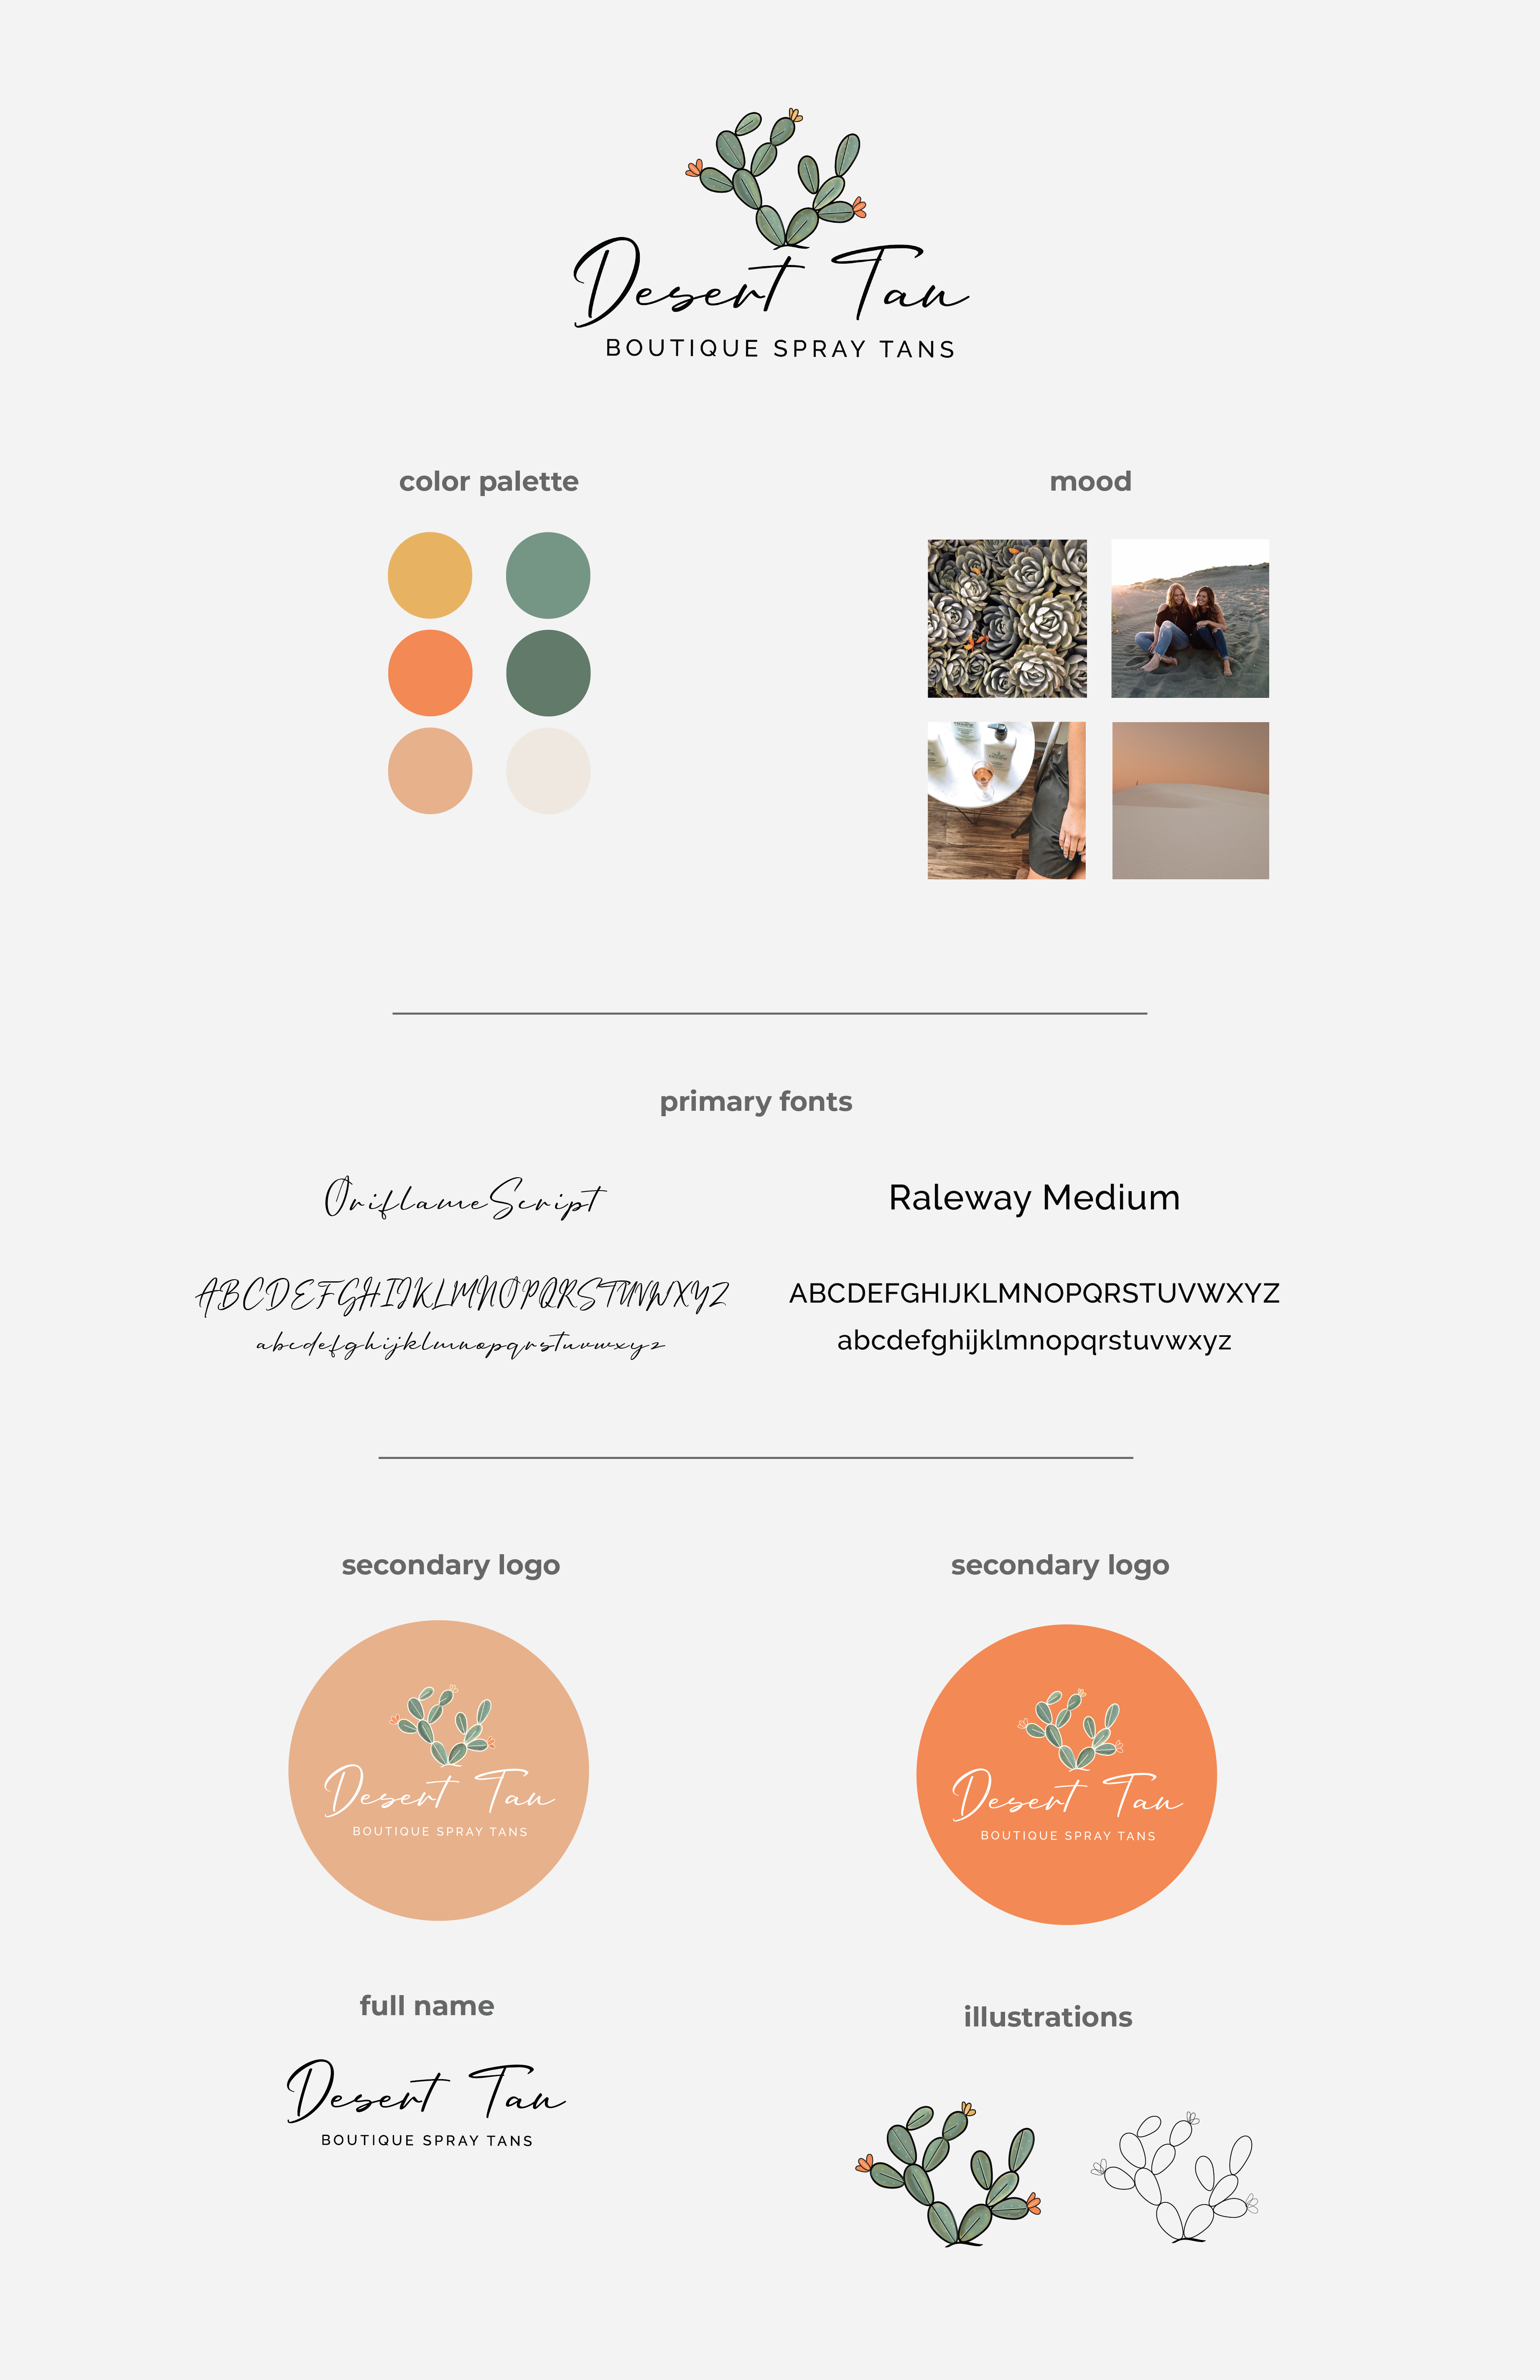 Desert Tan
BOUTIQUE SPRAY TANS
color palette
mood
primary fonts
OriflameScript
Raleway Medium
ABCDEFGHIJKLMNOPQRSTUVWXYZ
abcdefghijklmnopqrstuvwxyz
ABCDEFGHIJKLMNOPQRSTUVWXYZ
abcdefghijklmnopqrstuvwxyz
secondary logo
secondary logo
Desert Tan
BOUTIQUE SPRAY TANS
Desert Tan
BOUTIQUE SPRAY TANS
full name
Desert Tan
BOUTIQUE SPRAY TANS
illustrations